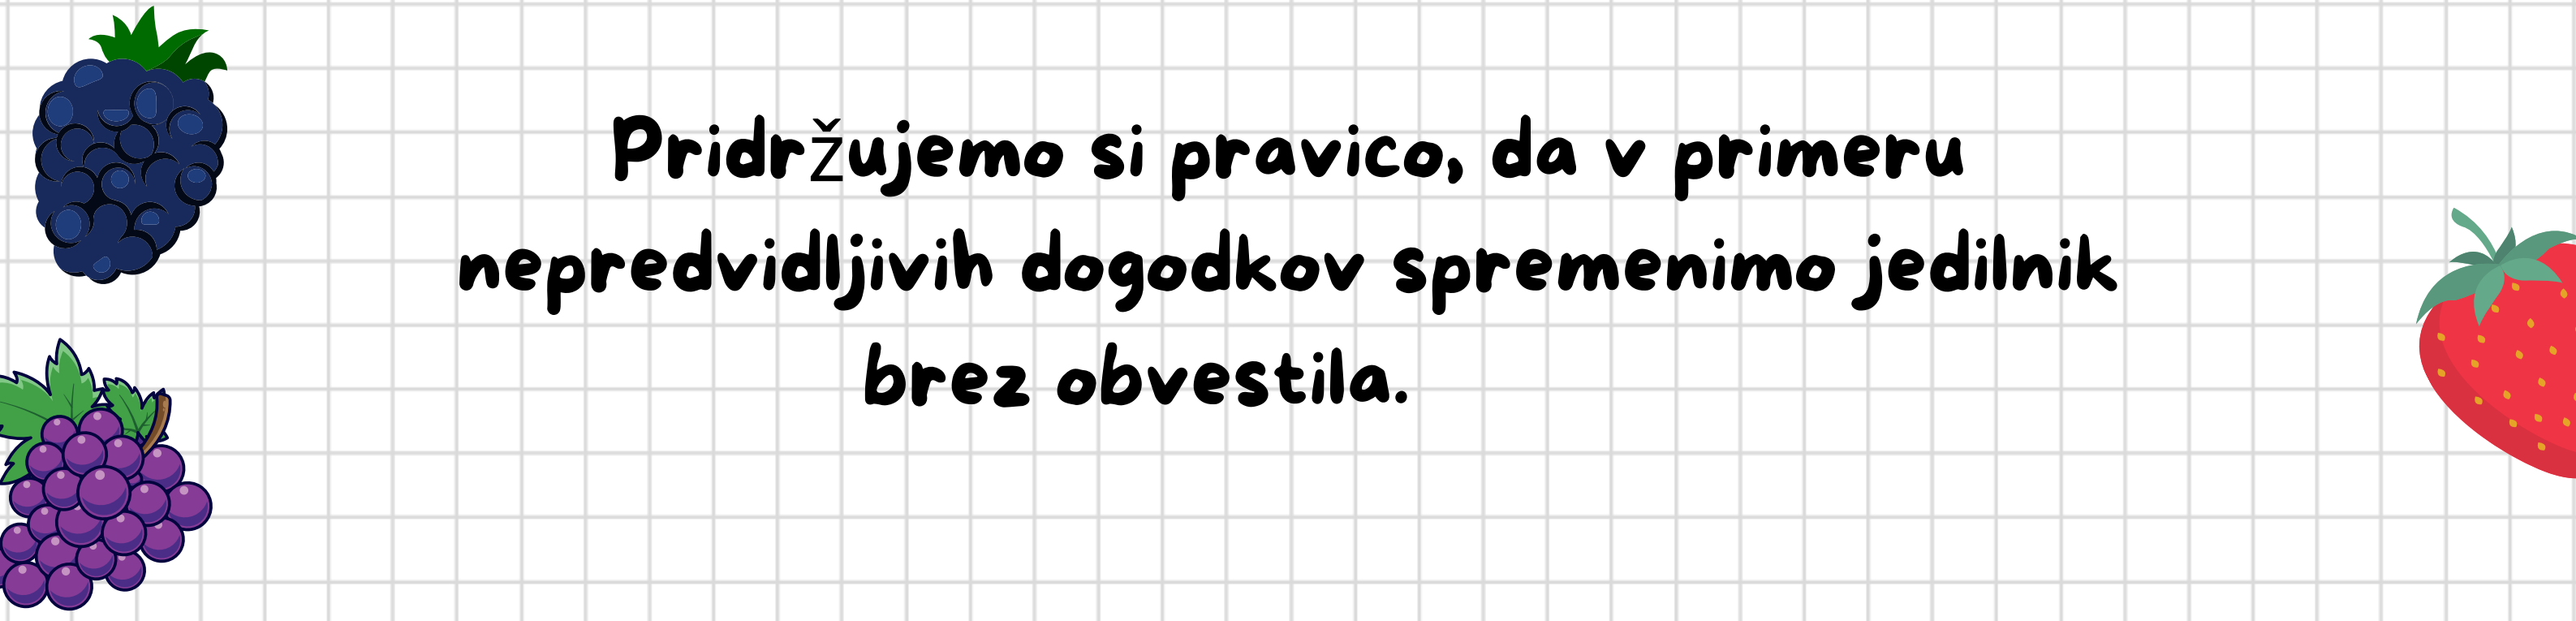 Pridržujemo si pravico, da v primeru
nepredvidljivih dogodkov spremenimo jedilnik
brez obvestila.